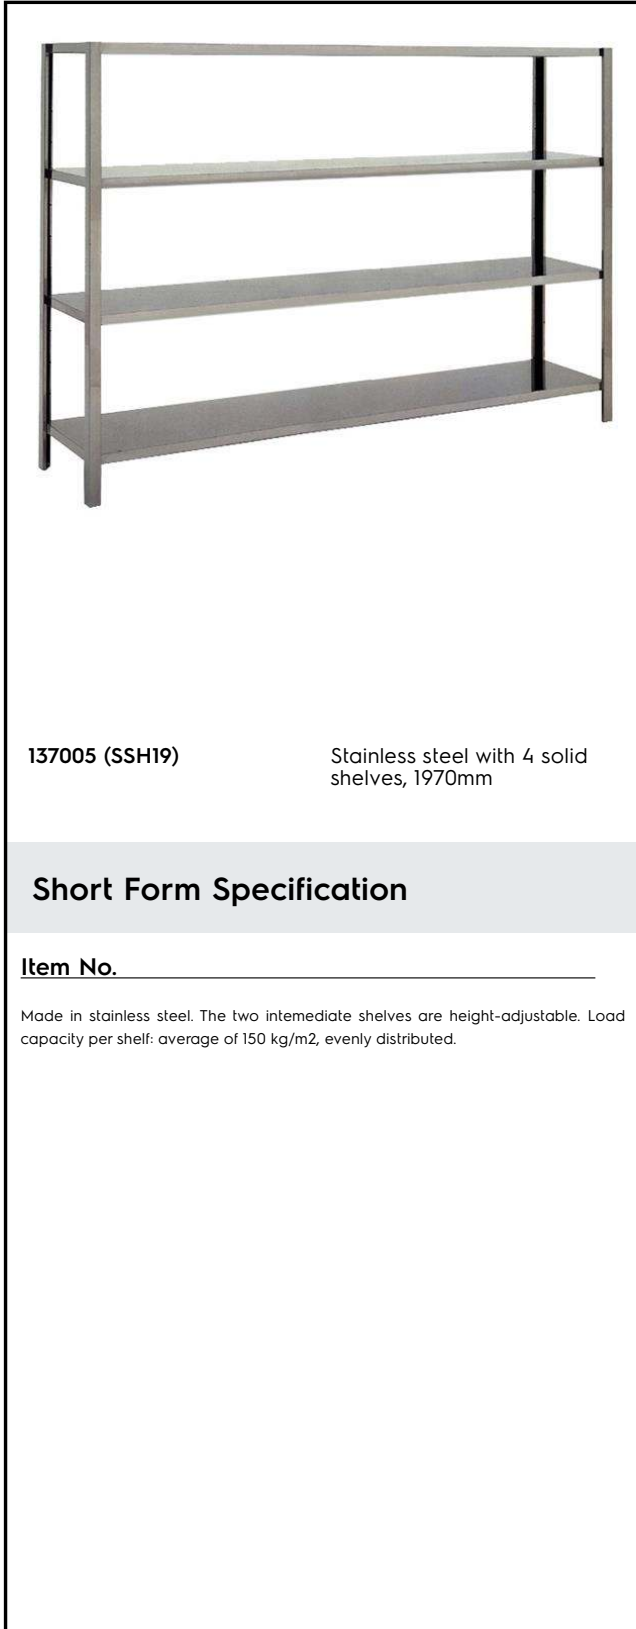 137005 (SSH19)
Stainless steel with 4 solid
shelves, 1970mm
Short Form Specification
Item No.
Made in stainless steel. The two intemediate shelves are height-adjustable. Load
capacity per shelf: average of 150 kg/m2, evenly distributed.